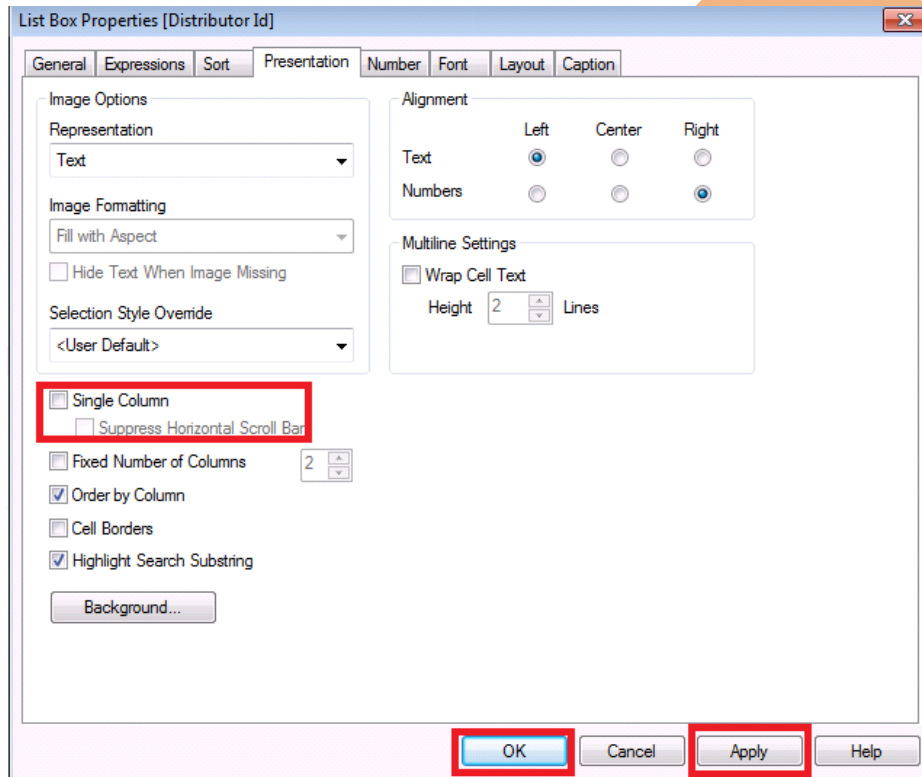 List Box Properties [Distributor Id]
General Expressions Sort Presentation Number Font Layout Caption
Image Options
Representation
Text
Image Formatting
Fill with Aspect
Hide Text When Image Missing
Selection Style Override
<User Default>
Alignment
Left Center Right
Text
Numbers
Multiline Settings
Wrap Cell Text
Height 2 Lines
Single Column
Suppress Horizontal Scroll Bar
Fixed Number of Columns 2
Order by Column
Cell Borders
Highlight Search Substring
Background...
OK Cancel Apply Help